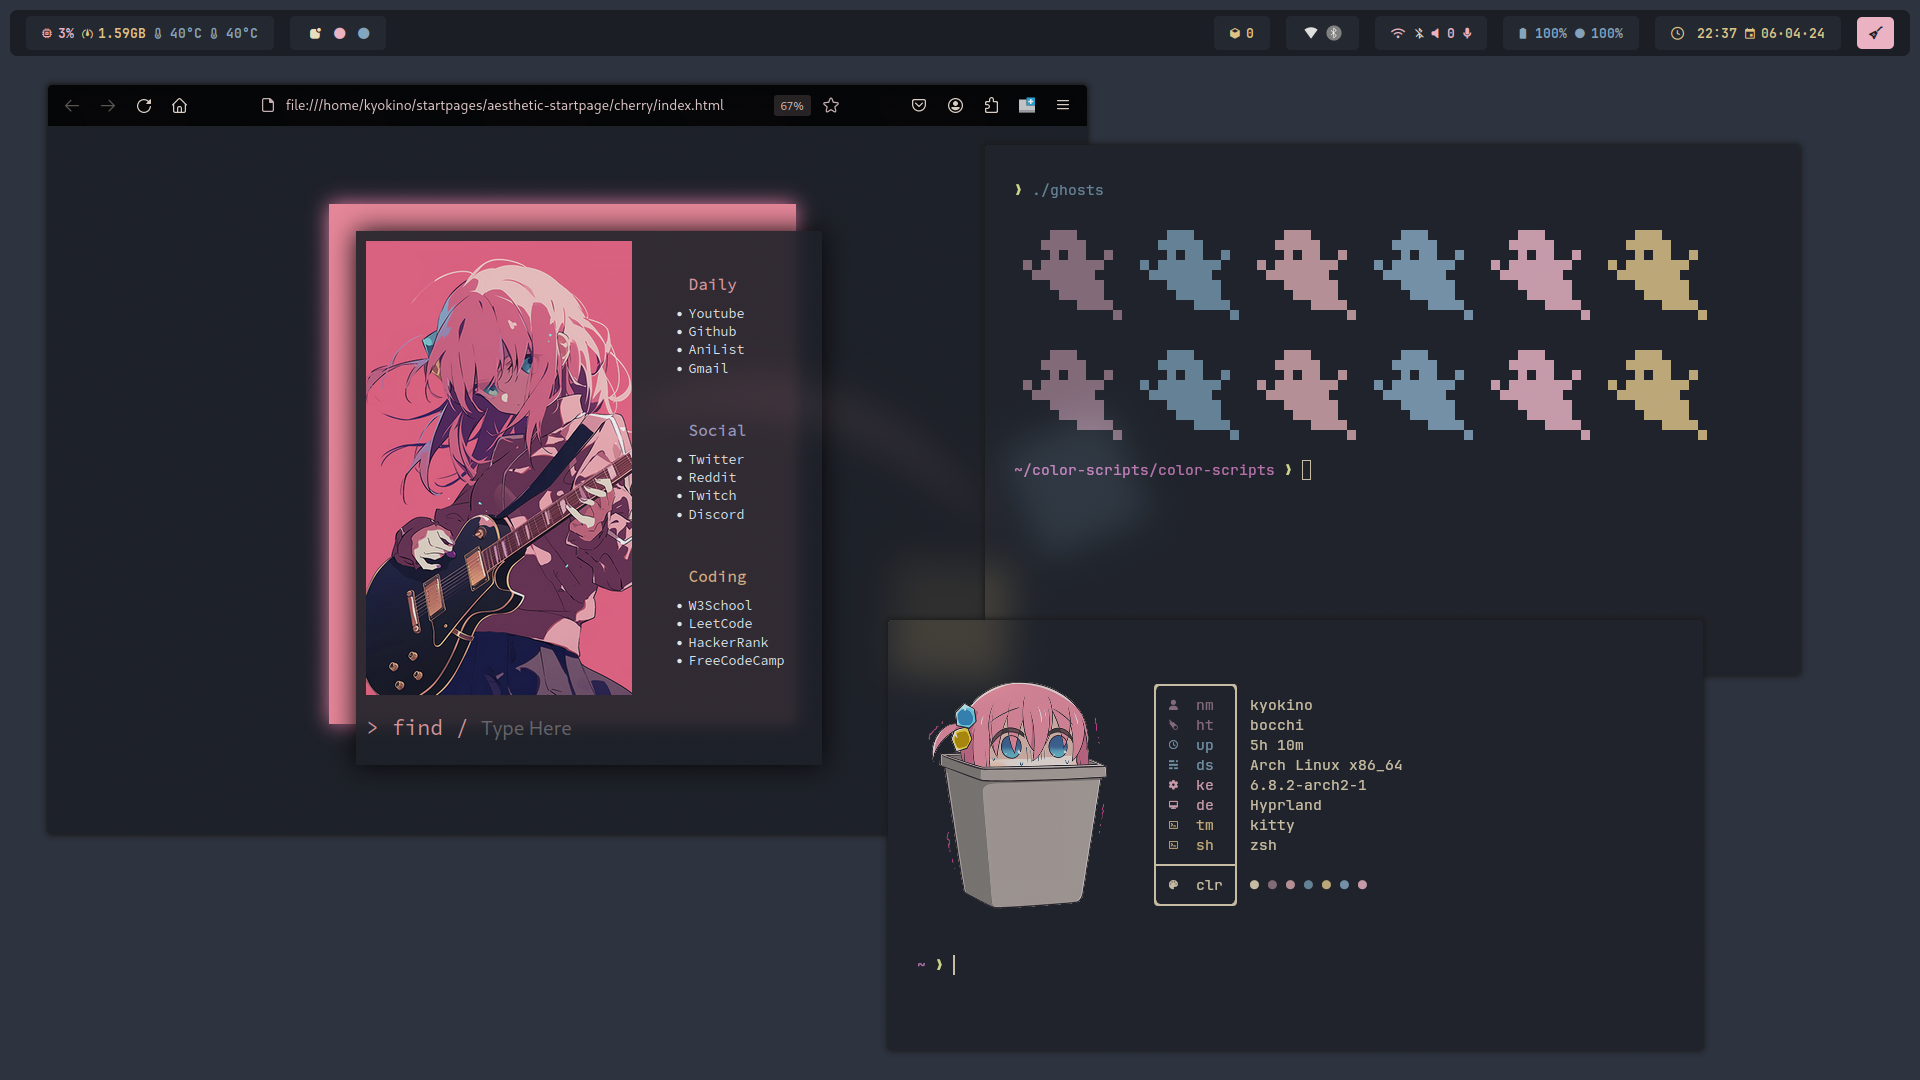 3% 1.59GB 40°C 40°C
0
0
100% 100%
22:37 06·04·24
file:///home/kyokino/startpages/aesthetic-startpage/cherry/index.html
67%
Daily
Youtube
Github
AniList
Gmail
Social
Twitter
Reddit
Twitch
Discord
Coding
W3School
LeetCode
HackerRank
FreeCodeCamp
> find / Type Here
❱ ./ghosts
~/color-scripts/color-scripts ❱
nm kyokino
ht bocchi
up 5h 10m
ds Arch Linux x86_64
ke 6.8.2-arch2-1
de Hyprland
tm kitty
sh zsh
clr
~ ❱